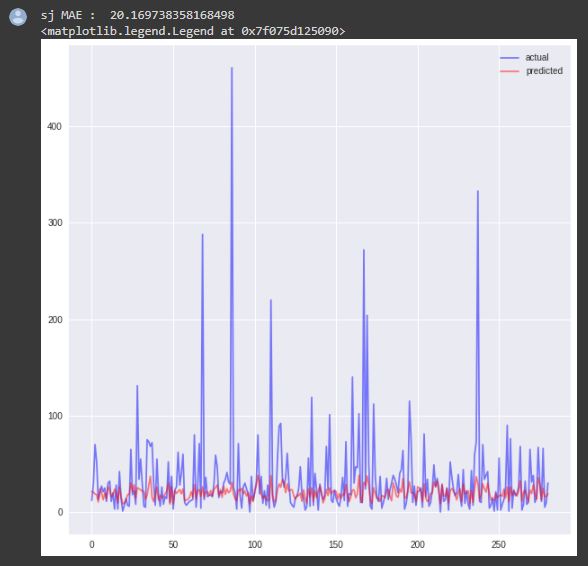 sj MAE :  20.169738358168498
<matplotlib.legend.Legend at 0x7f075d125090>
actual
predicted
400
300
200
100
0
0 50 100 150 200 250